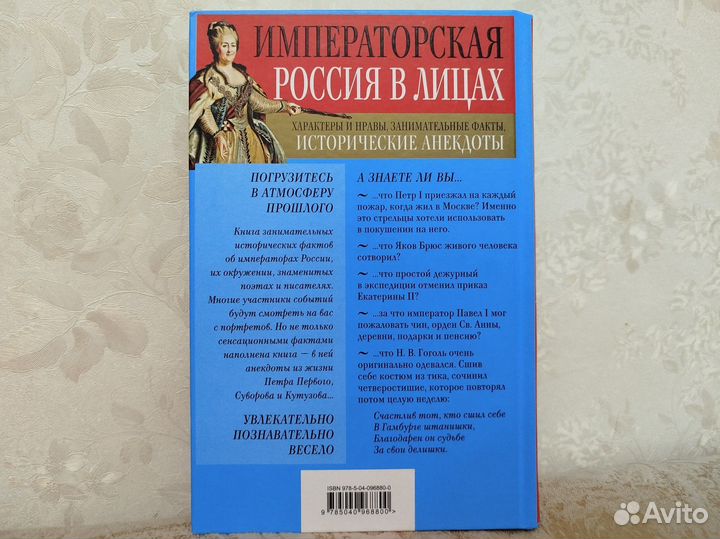 ИМПЕРАТОРСКАЯ
РОССИЯ В ЛИЦАХ
ХАРАКТЕРЫ И НРАВЫ, ЗАНИМАТЕЛЬНЫЕ ФАКТЫ,
ИСТОРИЧЕСКИЕ АНЕКДОТЫ
ПОГРУЗИТЕСЬ
В АТМОСФЕРУ
ПРОШЛОГО
Книга занимательных
исторических фактов
об императорах России,
их окружении, знаменитых
поэтах и писателях.
Многие участники событий
будут смотреть на вас
с портретов. Но не только
сенсационными фактами
наполнена книга — в ней
анекдоты из жизни
Петра Первого,
Суворова и Кутузова...
УВЛЕКАТЕЛЬНО
ПОЗНАВАТЕЛЬНО
ВЕСЕЛО
А ЗНАЕТЕ ЛИ ВЫ...
~ ...что Петр I приезжал на каждый
пожар, когда жил в Москве? Именно
это стрельцы хотели использовать
в покушении на него.
~ ...что Яков Брюс живого человека
сотворил?
~ ...что простой дежурный
в экспедиции отменил приказ
Екатерины II?
~ ...за что император Павел I мог
пожаловать чин, орден Св. Анны,
деревни, подарки и пенсию?
~ ...что Н. В. Гоголь очень
оригинально одевался. Сшив
себе костюм из тика, сочинил
четверостишие, которое повторял
потом целую неделю:
Счастлив тот, кто сшил себе
В Гамбурге штанишки,
Благодарен он судьбе
За свои делишки.
ISBN 978-5-04-096880-0
9 785040 968800 >
Avito